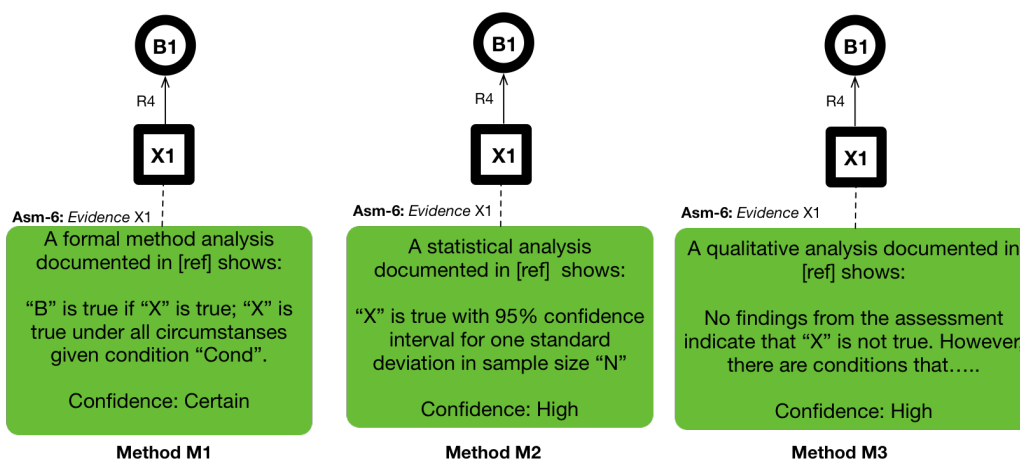 B1
R4
X1
Asm-6: Evidence X1
A formal method analysis
documented in [ref] shows:
“B” is true if “X” is true; “X” is
true under all circumstanses
given condition “Cond”.
Confidence: Certain
Method M1
B1
R4
X1
Asm-6: Evidence X1
A statistical analysis
documented in [ref] shows:
“X” is true with 95% confidence
interval for one standard
deviation in sample size “N”
Confidence: High
Method M2
B1
R4
X1
Asm-6: Evidence X1
A qualitative analysis documented in
[ref] shows:
No findings from the assessment
indicate that “X” is not true. However,
there are conditions that…..
Confidence: High
Method M3